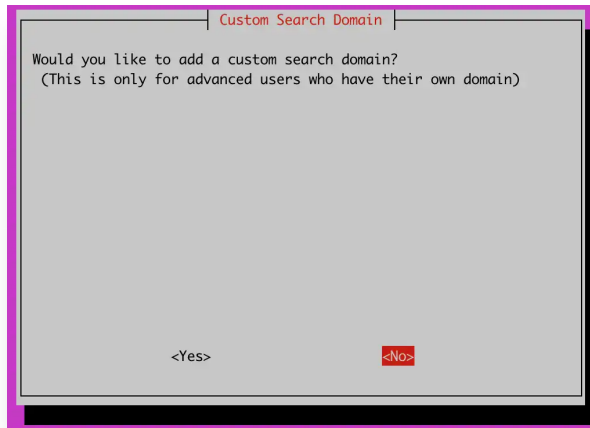 Custom Search Domain
Would you like to add a custom search domain?
(This is only for advanced users who have their own domain)
<Yes> <No>